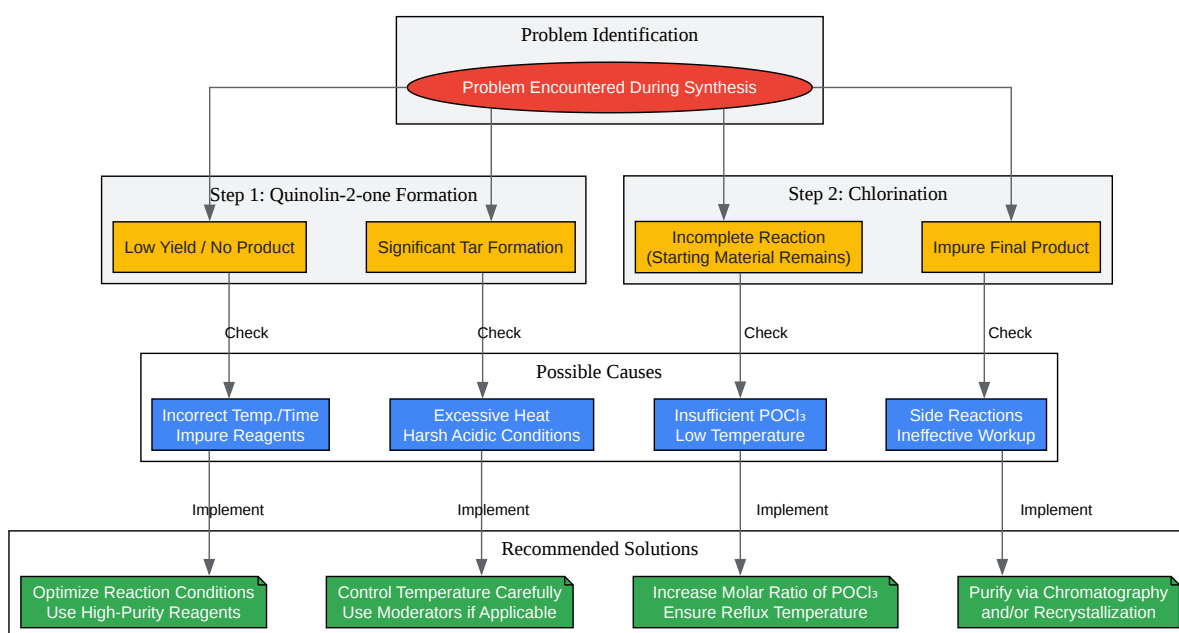 Problem Identification
Problem Encountered During Synthesis
Step 1: Quinolin-2-one Formation
Step 2: Chlorination
Low Yield / No Product
Significant Tar Formation
Incomplete Reaction
(Starting Material Remains)
Impure Final Product
Check
Check
Check
Check
Possible Causes
Incorrect Temp./Time
Impure Reagents
Excessive Heat
Harsh Acidic Conditions
Insufficient POCl₃
Low Temperature
Side Reactions
Ineffective Workup
Implement
Implement
Implement
Implement
Recommended Solutions
Optimize Reaction Conditions
Use High-Purity Reagents
Control Temperature Carefully
Use Moderators if Applicable
Increase Molar Ratio of POCl₃
Ensure Reflux Temperature
Purify via Chromatography
and/or Recrystallization